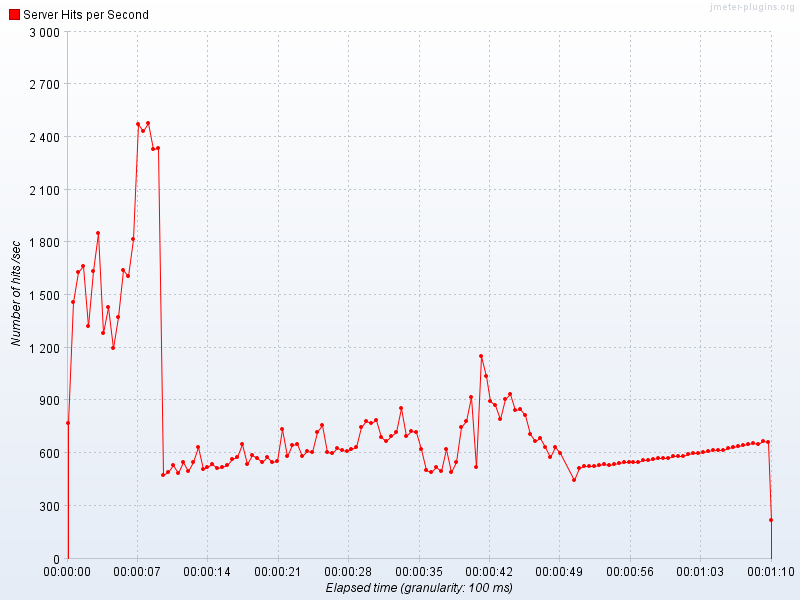 jmeter-plugins.org
Server Hits per Second
3 000
2 700
2 400
2 100
1 800
1 500
1 200
900
600
300
0
Number of hits /sec
00:00:00 00:00:07 00:00:14 00:00:21 00:00:28 00:00:35 00:00:42 00:00:49 00:00:56 00:01:03 00:01:10
Elapsed time (granularity: 100 ms)